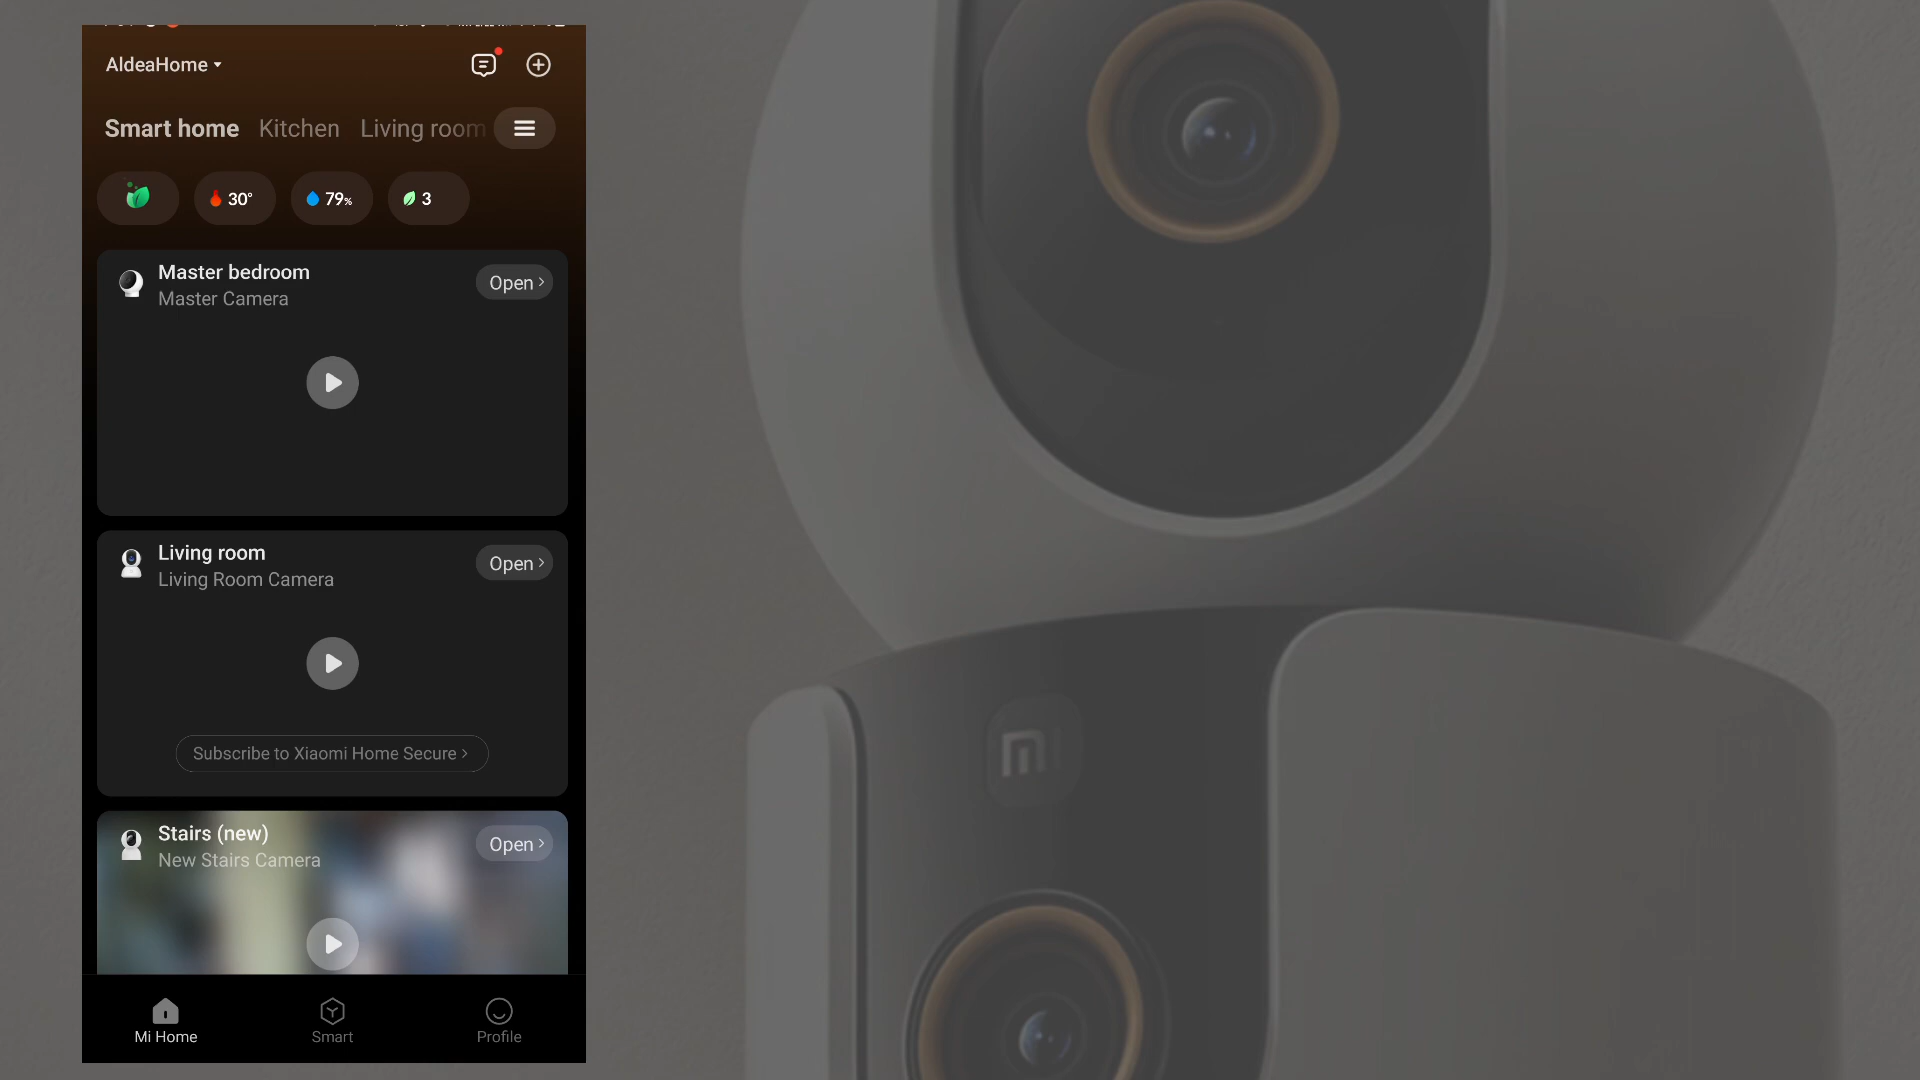 AldeaHome
Smart home Kitchen Living room
30° 79% 3
Master bedroom
Master Camera
Open
Living room
Living Room Camera
Open
Subscribe to Xiaomi Home Secure
Stairs (new)
New Stairs Camera
Open
Mi Home Smart Profile